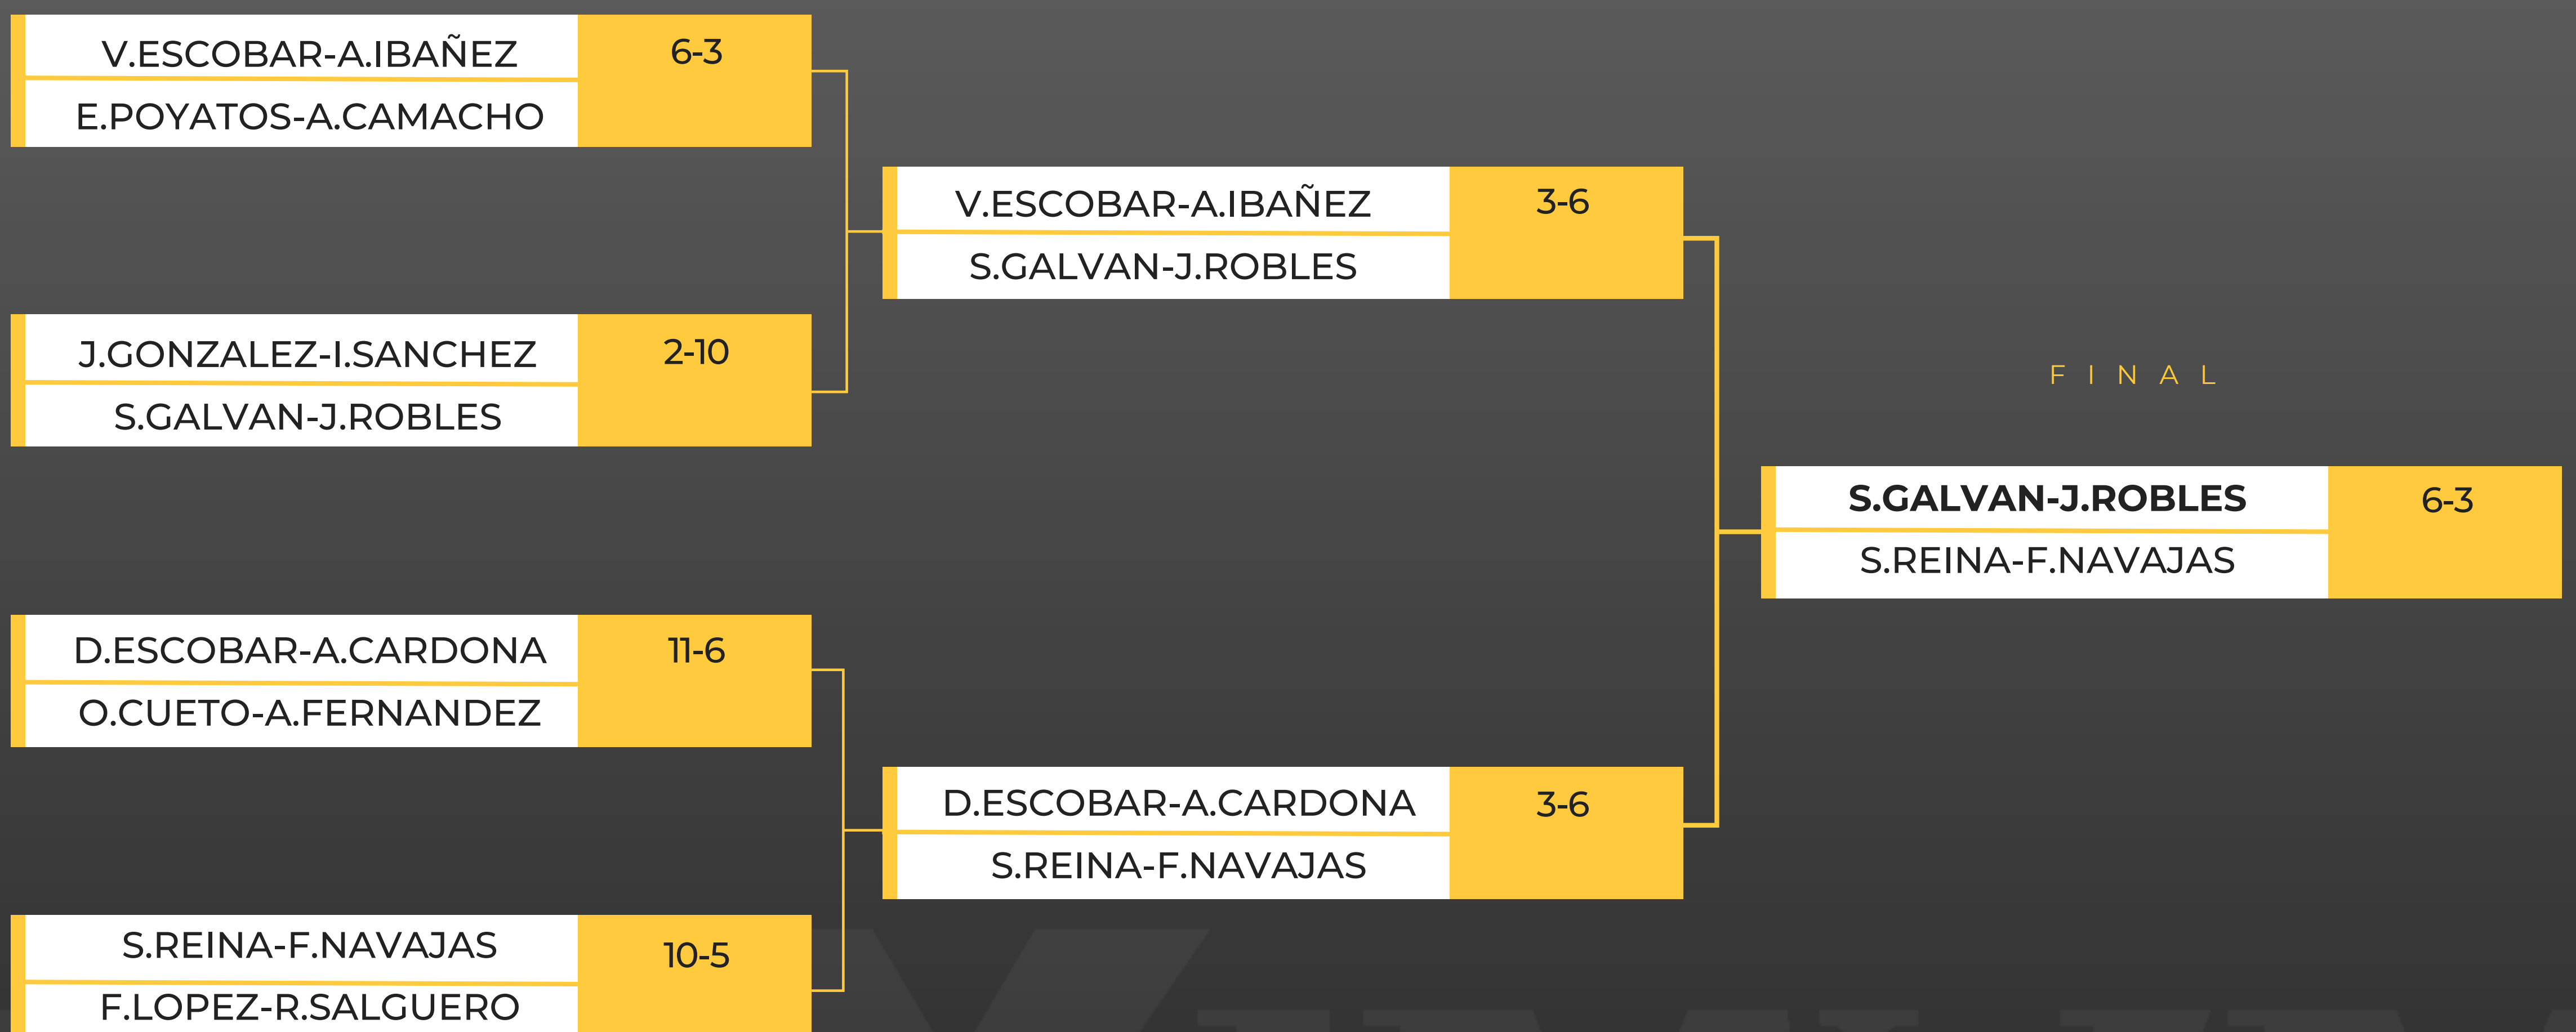 V.ESCOBAR-A.IBAÑEZ 6-3
E.POYATOS-A.CAMACHO
J.GONZALEZ-I.SANCHEZ 2-10
S.GALVAN-J.ROBLES
D.ESCOBAR-A.CARDONA 11-6
O.CUETO-A.FERNANDEZ
S.REINA-F.NAVAJAS 10-5
F.LOPEZ-R.SALGUERO
V.ESCOBAR-A.IBAÑEZ 3-6
S.GALVAN-J.ROBLES
D.ESCOBAR-A.CARDONA 3-6
S.REINA-F.NAVAJAS
FINAL
S.GALVAN-J.ROBLES 6-3
S.REINA-F.NAVAJAS